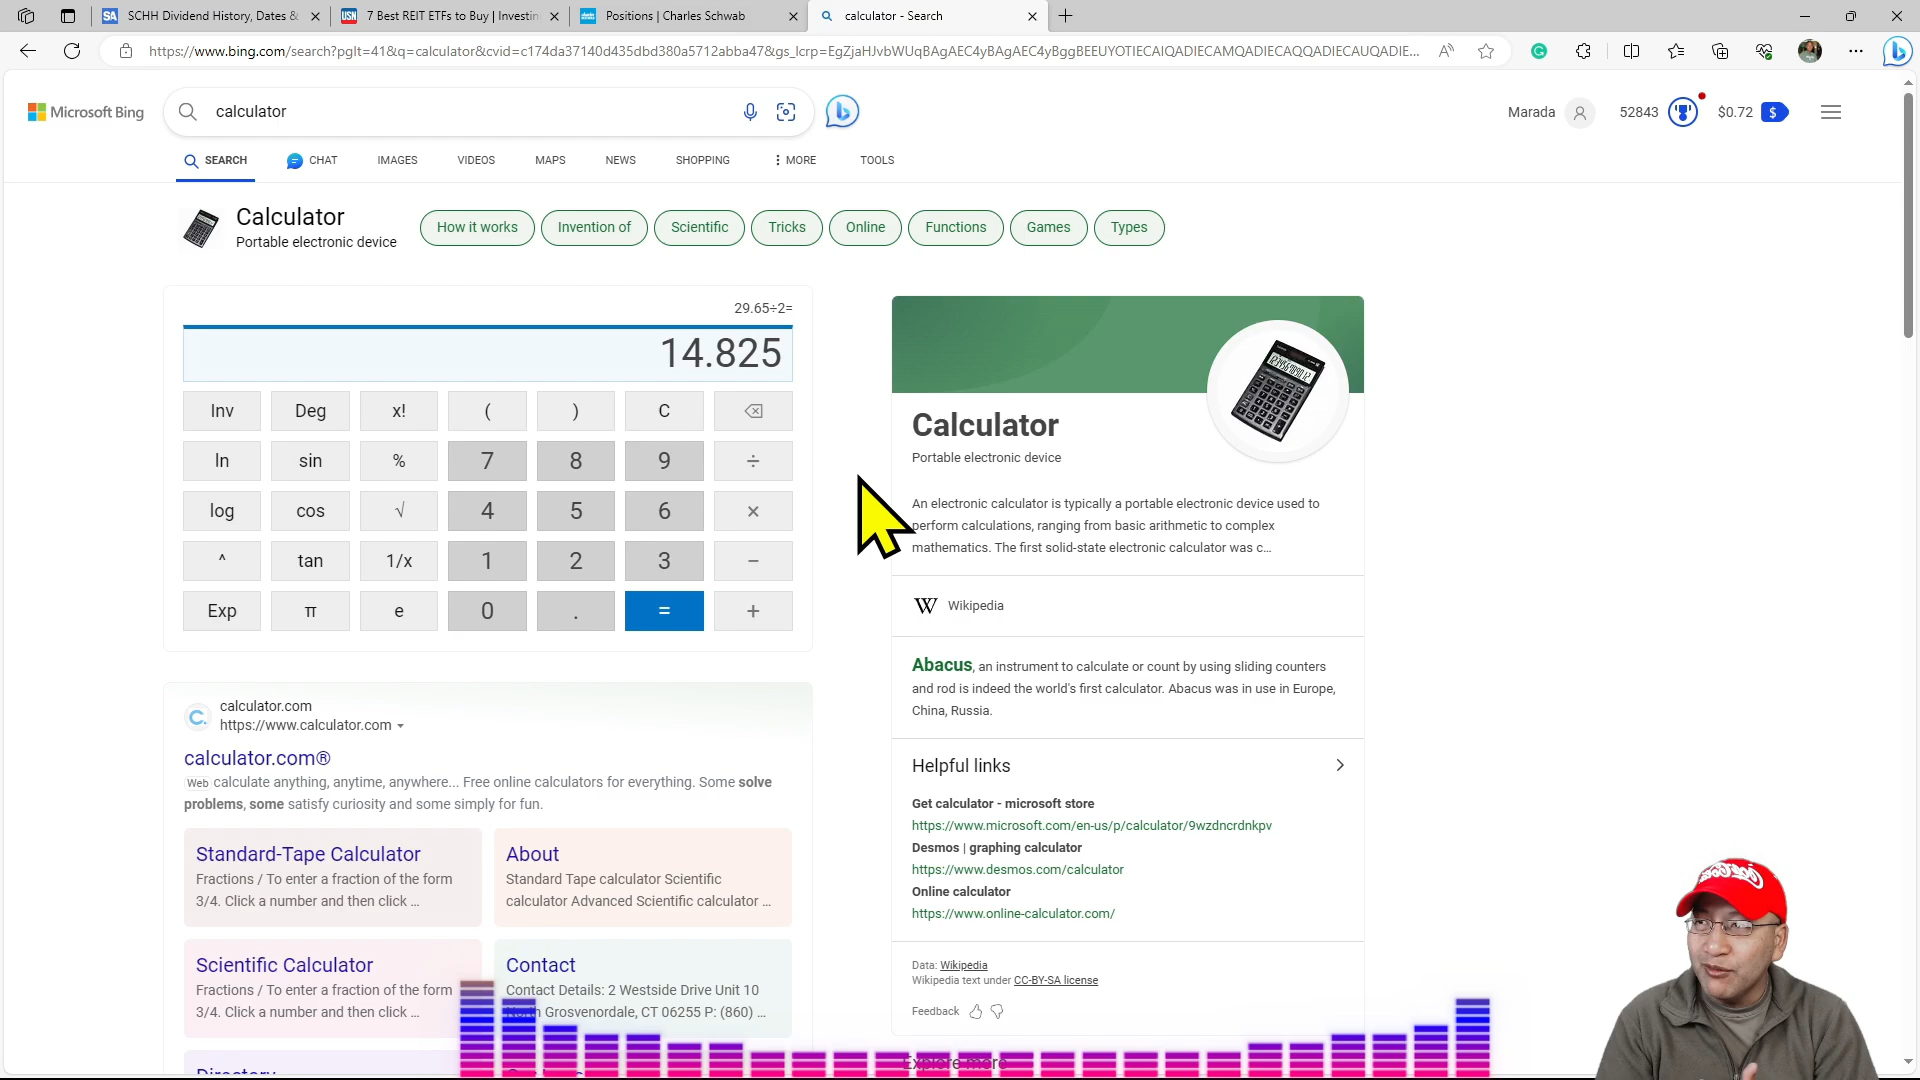 SCHH Dividend History, Dates &
7 Best REIT ETFs to Buy | Investin
Positions | Charles Schwab
calculator - Search
https://www.bing.com/search?pglt=41&q=calculator&cvid=c174da37140d435dbd380a5712abba47&gs_lcrp=EgZjaHJvbWUqBAgAEC4yBAgAEC4yBggBEEUYOTIECAIQADIECAMQADIECAQQADIECAUQADIE...
Microsoft Bing
calculator
Marada
52843
$0.72
$
SEARCH
CHAT
IMAGES
VIDEOS
MAPS
NEWS
SHOPPING
MORE
TOOLS
Calculator
Portable electronic device
How it works
Invention of
Scientific
Tricks
Online
Functions
Games
Types
29.65÷2=
14.825
Inv Deg x! ( ) C
ln sin % 7 8 9 ÷
log cos √ 4 5 6 ×
^ tan 1/x 1 2 3 −
Exp π e 0 . = +
calculator.com
https://www.calculator.com
calculator.com®
Web calculate anything, anytime, anywhere... Free online calculators for everything. Some solve
problems, some satisfy curiosity and some simply for fun.
Standard-Tape Calculator
Fractions / To enter a fraction of the form
3/4. Click a number and then click ...
About
Standard Tape calculator Scientific
calculator Advanced Scientific calculator ...
Scientific Calculator
Fractions / To enter a fraction of the form
3/4. Click a number and then click ...
Contact
Contact Details: 2 Westside Drive Unit 10
North Grosvenordale, CT 06255 P: (860) ...
Directory
Calculator
Portable electronic device
An electronic calculator is typically a portable electronic device used to
perform calculations, ranging from basic arithmetic to complex
mathematics. The first solid-state electronic calculator was c...
W Wikipedia
Abacus, an instrument to calculate or count by using sliding counters
and rod is indeed the world's first calculator. Abacus was in use in Europe,
China, Russia.
Helpful links
Get calculator - microsoft store
https://www.microsoft.com/en-us/p/calculator/9wzdncrdnkpv
Desmos | graphing calculator
https://www.desmos.com/calculator
Online calculator
https://www.online-calculator.com/
Data: Wikipedia
Wikipedia text under CC-BY-SA license
Feedback
Explore more